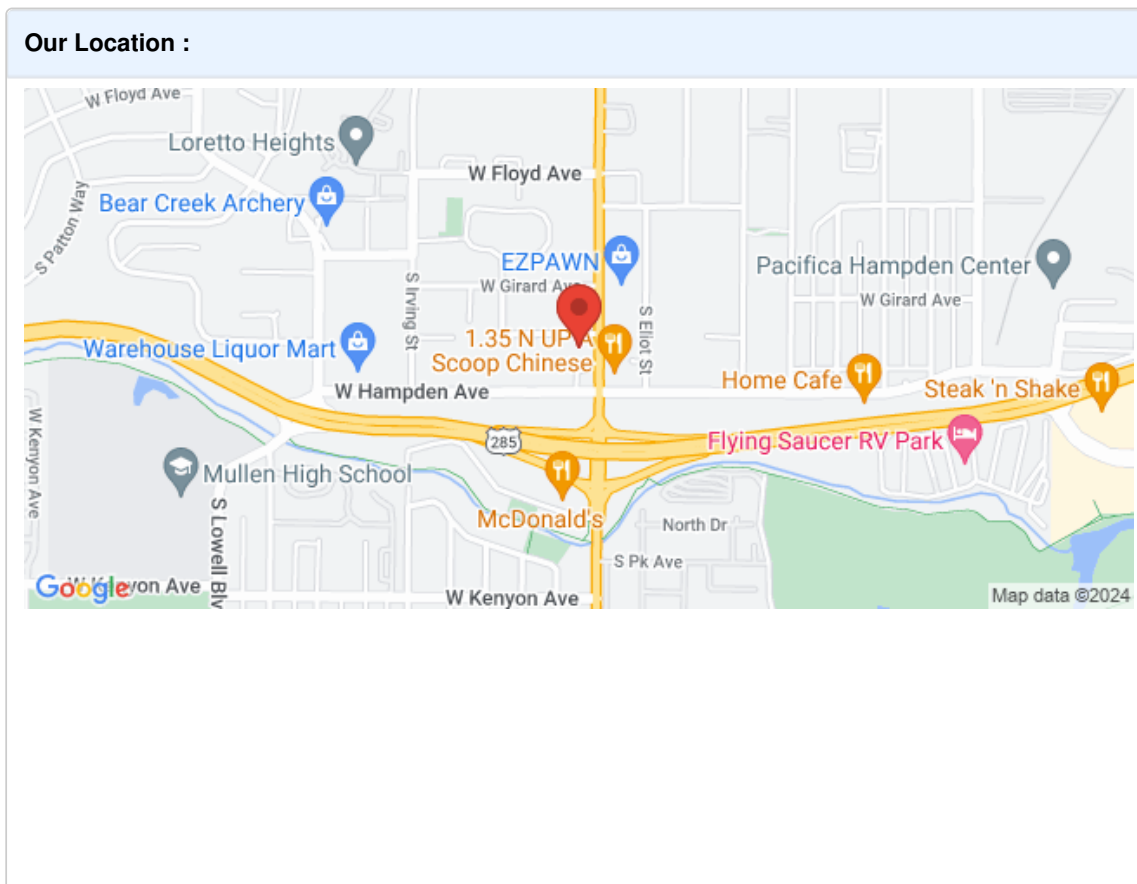 Our Location :
W Floyd Ave
Loretto Heights
W Floyd Ave
Bear Creek Archery
S Patton Way
EZPAWN
Pacifica Hampden Center
W Girard Ave
W Girard Ave
S Irving St
S Eliot St
1.35 N UP A
Scoop Chinese
Warehouse Liquor Mart
W Hampden Ave
Home Cafe
Steak 'n Shake
285
Flying Saucer RV Park
W Kenyon Ave
Mullen High School
McDonald's
S Lowell Blv
North Dr
S Pk Ave
Google
W Kenyon Ave
W Kenyon Ave
Map data ©2024